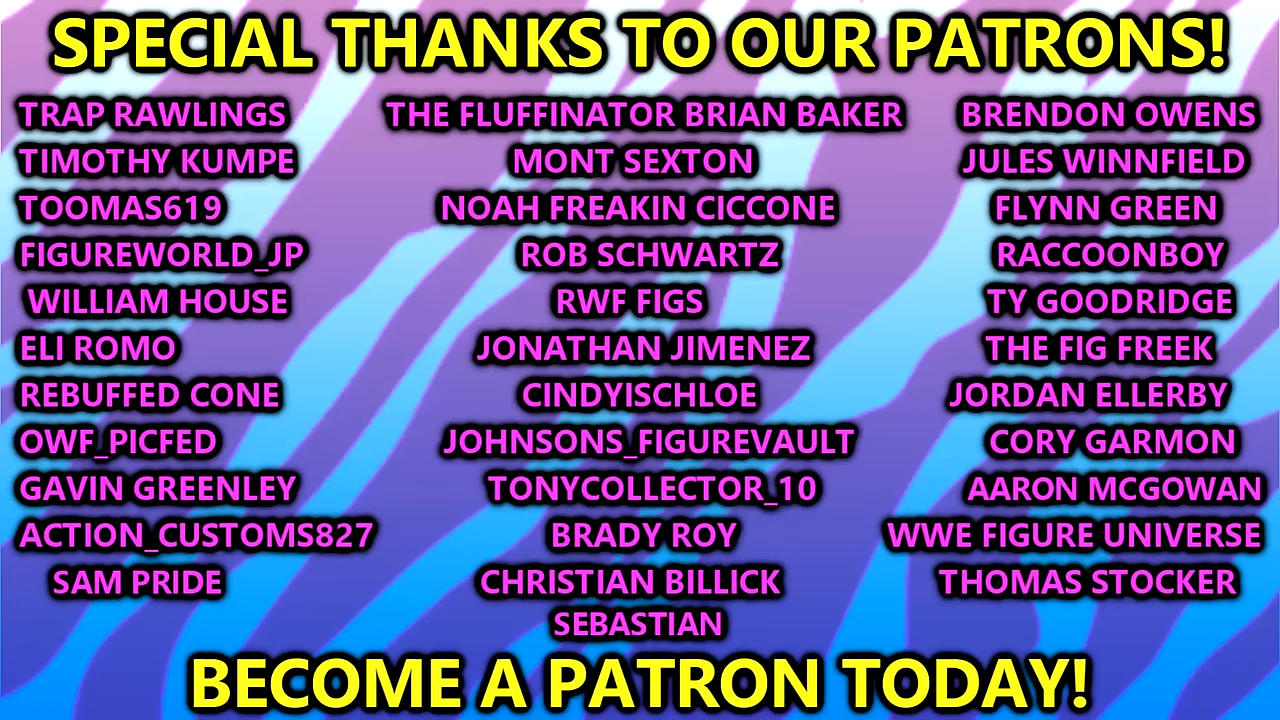 SPECIAL THANKS TO OUR PATRONS!
TRAP RAWLINGS
TIMOTHY KUMPE
TOOMAS619
FIGUREWORLD_JP
WILLIAM HOUSE
ELI ROMO
REBUFFED CONE
OWF_PICFED
GAVIN GREENLEY
ACTION_CUSTOMS827
SAM PRIDE
THE FLUFFINATOR BRIAN BAKER
MONT SEXTON
NOAH FREAKIN CICCONE
ROB SCHWARTZ
RWF FIGS
JONATHAN JIMENEZ
CINDYISCHLOE
JOHNSONS_FIGUREVAULT
TONYCOLLECTOR_10
BRADY ROY
CHRISTIAN BILLICK
SEBASTIAN
BRENDON OWENS
JULES WINNFIELD
FLYNN GREEN
RACCOONBOY
TY GOODRIDGE
THE FIG FREEK
JORDAN ELLERBY
CORY GARMON
AARON MCGOWAN
WWE FIGURE UNIVERSE
THOMAS STOCKER
BECOME A PATRON TODAY!